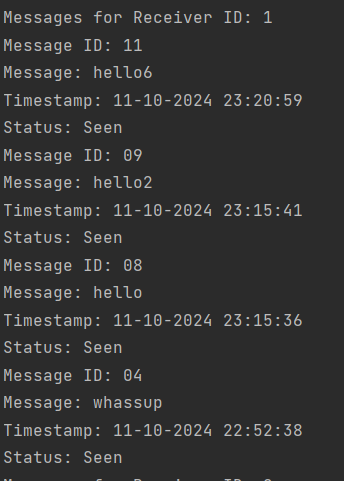 Messages for Receiver ID: 1
Message ID: 11
Message: hello6
Timestamp: 11-10-2024 23:20:59
Status: Seen
Message ID: 09
Message: hello2
Timestamp: 11-10-2024 23:15:41
Status: Seen
Message ID: 08
Message: hello
Timestamp: 11-10-2024 23:15:36
Status: Seen
Message ID: 04
Message: whassup
Timestamp: 11-10-2024 22:52:38
Status: Seen